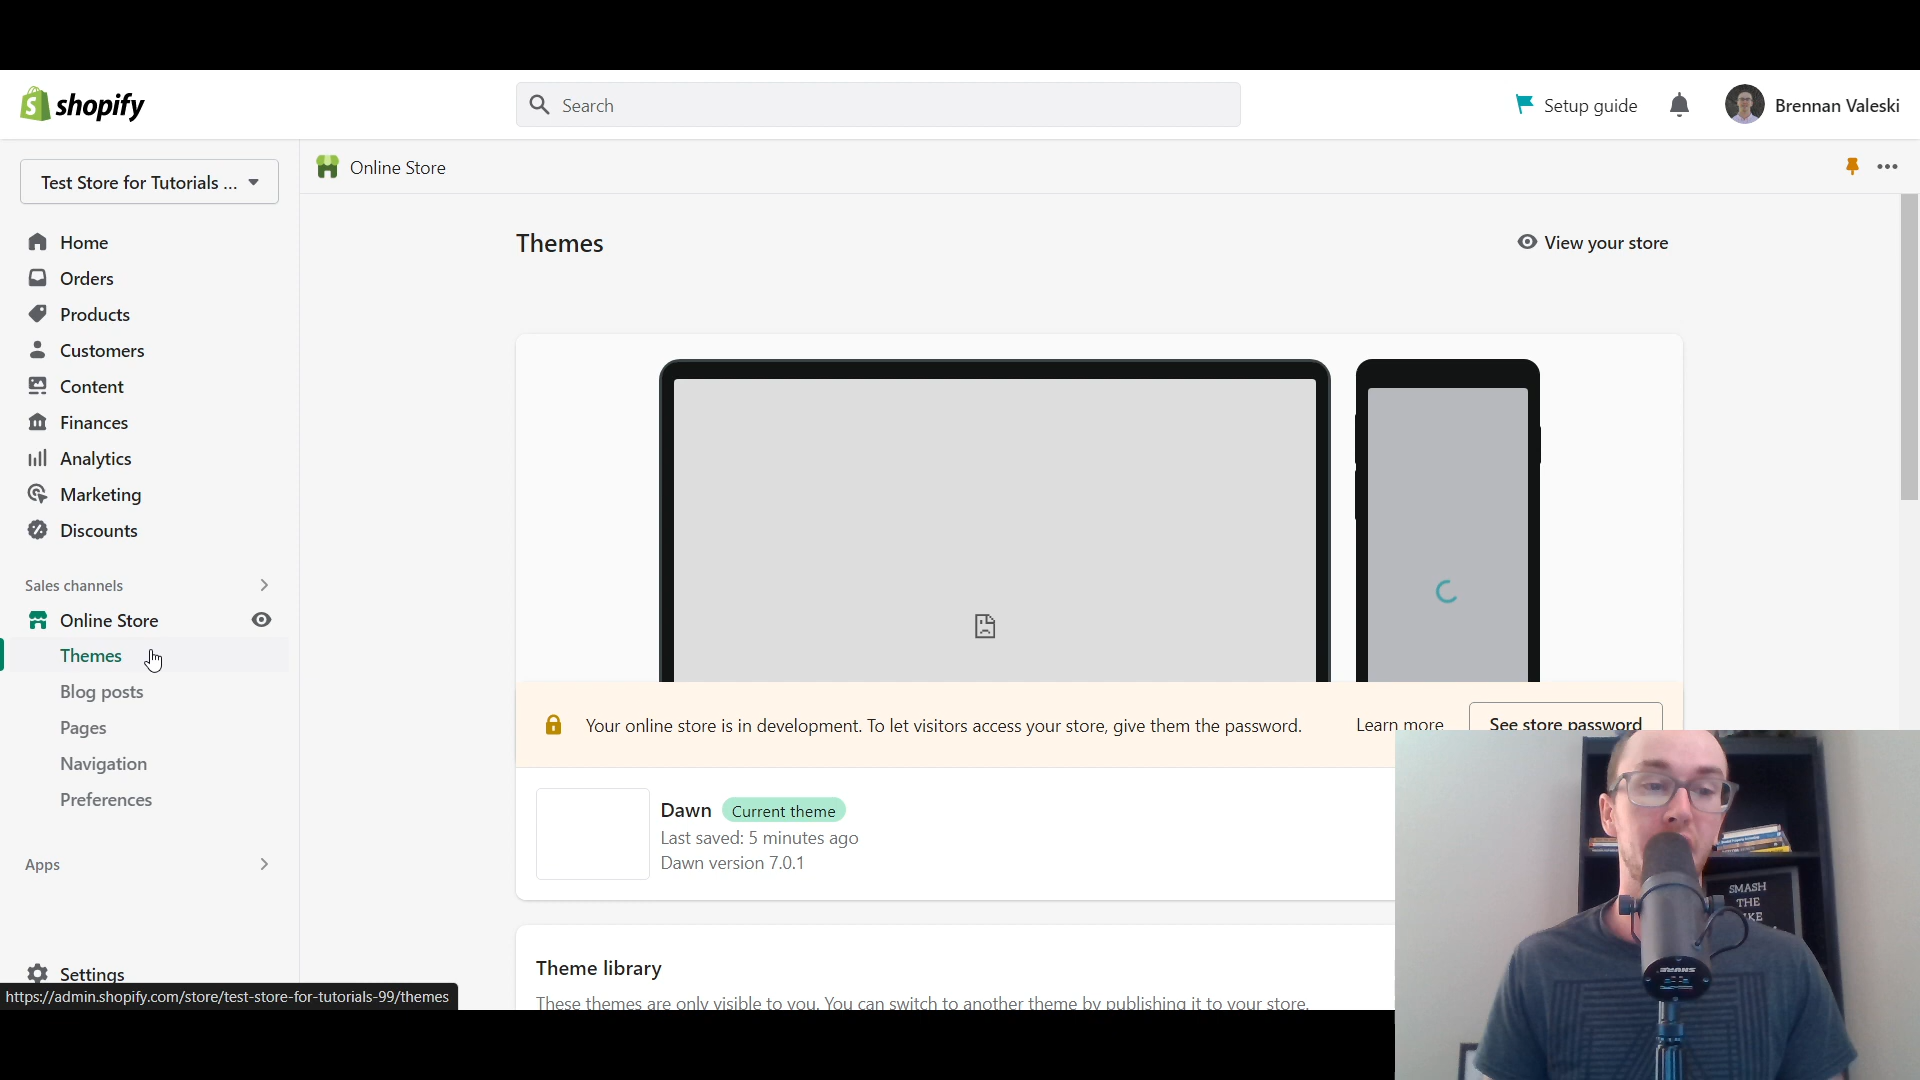 shopify
Search
Setup guide
Brennan Valeski
Test Store for Tutorials ...
Online Store
Home
Orders
Products
Customers
Content
Finances
Analytics
Marketing
Discounts
Sales channels
Online Store
Themes
Blog posts
Pages
Navigation
Preferences
Apps
Settings
https://admin.shopify.com/store/test-store-for-tutorials-99/themes
Themes
View your store
Your online store is in development. To let visitors access your store, give them the password.
Learn more
See store password
Dawn
Current theme
Last saved: 5 minutes ago
Dawn version 7.0.1
Theme library
These themes are only visible to you. You can switch to another theme by publishing it to your store.
SMASH
THE